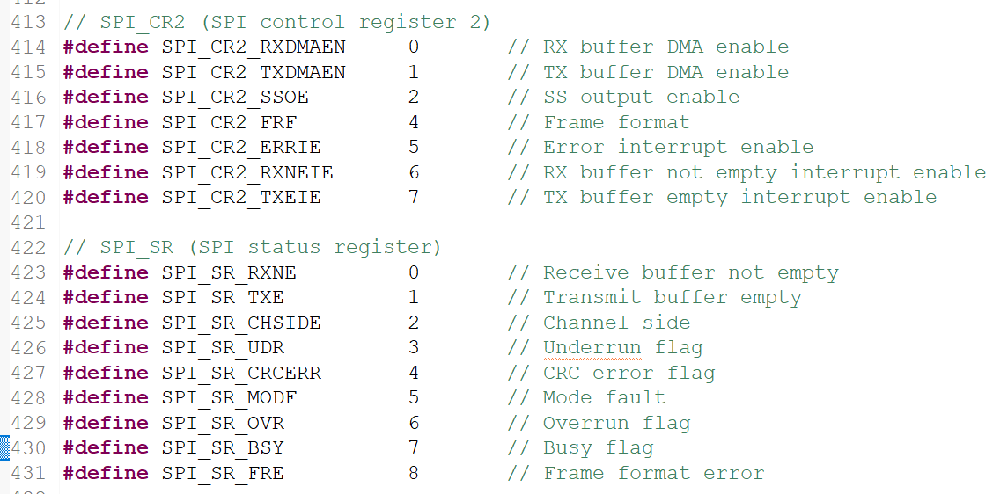 413 // SPI_CR2 (SPI control register 2)
414 #define SPI_CR2_RXDMAEN 0 // RX buffer DMA enable
415 #define SPI_CR2_TXDMAEN 1 // TX buffer DMA enable
416 #define SPI_CR2_SSOE 2 // SS output enable
417 #define SPI_CR2_FRF 4 // Frame format
418 #define SPI_CR2_ERRIE 5 // Error interrupt enable
419 #define SPI_CR2_RXNEIE 6 // RX buffer not empty interrupt enable
420 #define SPI_CR2_TXEIE 7 // TX buffer empty interrupt enable
421
422 // SPI_SR (SPI status register)
423 #define SPI_SR_RXNE 0 // Receive buffer not empty
424 #define SPI_SR_TXE 1 // Transmit buffer empty
425 #define SPI_SR_CHSIDE 2 // Channel side
426 #define SPI_SR_UDR 3 // Underrun flag
427 #define SPI_SR_CRCERR 4 // CRC error flag
428 #define SPI_SR_MODF 5 // Mode fault
429 #define SPI_SR_OVR 6 // Overrun flag
430 #define SPI_SR_BSY 7 // Busy flag
431 #define SPI_SR_FRE 8 // Frame format error